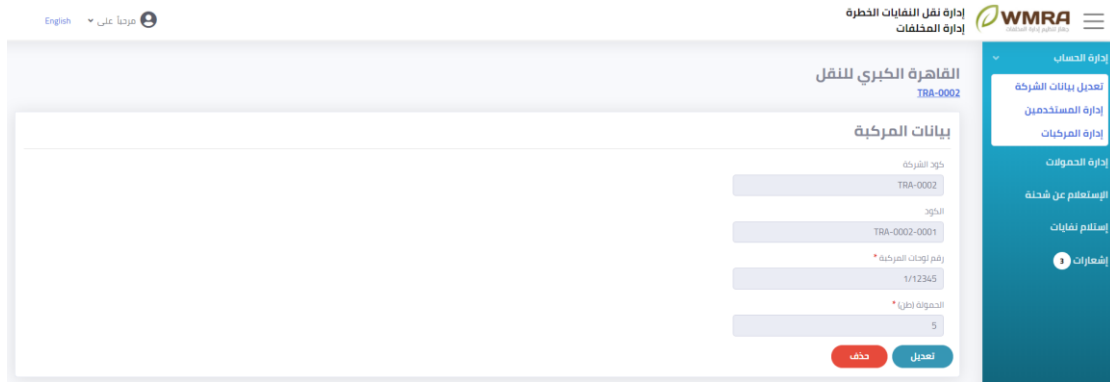 WMRA
إدارة نقل النفايات الخطرة
إدارة المخلفات
مرحباً على
English
إدارة الحساب
تعديل بيانات الشركة
إدارة المستخدمين
إدارة المركبات
إدارة الحمولات
الإستعلام عن شحنة
إستلام نفايات
إشعارات 3
القاهرة الكبري للنقل
TRA-0002
بيانات المركبة
كود الشركة
TRA-0002
الكود
TRA-0002-0001
رقم لوحات المركبة *
1/12345
الحمولة (طن) *
5
تعديل
حذف